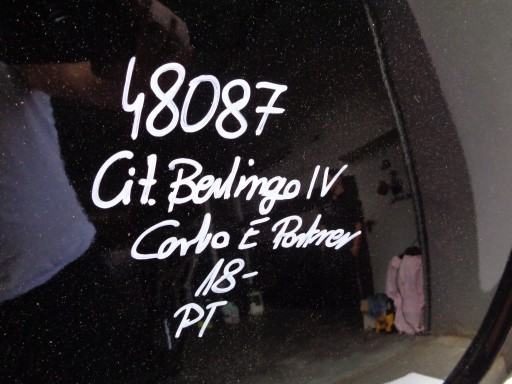 48087
Cit. Berlingo IV
Combo E Partner
18-
PT